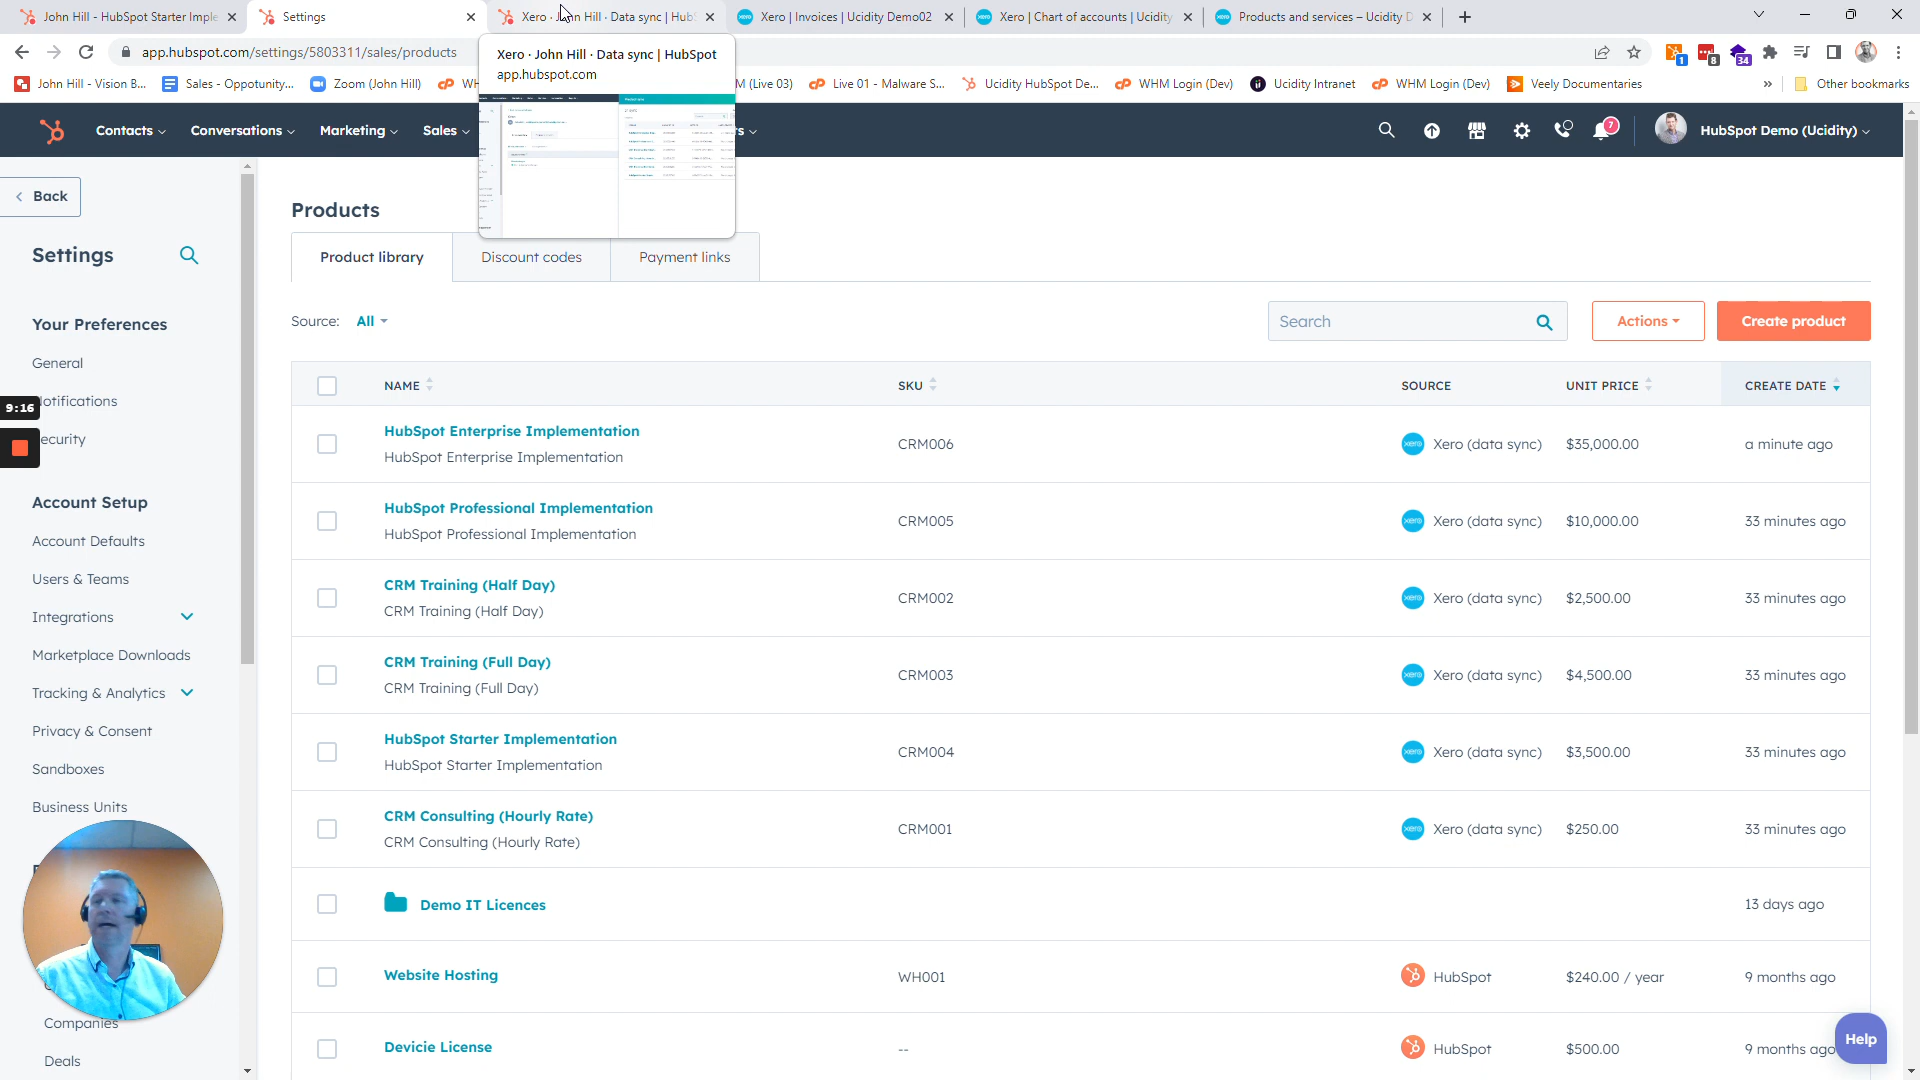 John Hill - HubSpot Starter Imple
Settings
Xero · John Hill · Data sync | Hub
Xero | Invoices | Ucidity Demo02
Xero | Chart of accounts | Ucidity
Products and services – Ucidity D
app.hubspot.com/settings/5803311/sales/products
Xero · John Hill · Data sync | HubSpot
app.hubspot.com
1
8
34
John Hill - Vision B...
Sales - Oppotunity...
Zoom (John Hill)
WH
M (Live 03)
Live 01 - Malware S...
Ucidity HubSpot De...
WHM Login (Dev)
Ucidity Intranet
WHM Login (Dev)
Veely Documentaries
»
Other bookmarks
Contacts
Conversations
Marketing
Sales
ts
7
HubSpot Demo (Ucidity)
Back
Settings
Your Preferences
General
otifications
ecurity
9:16
Account Setup
Account Defaults
Users & Teams
Integrations
Marketplace Downloads
Tracking & Analytics
Privacy & Consent
Sandboxes
Business Units
Companies
Deals
Products
Product library
Discount codes
Payment links
Source: All
Search
Actions
Create product
NAME
SKU
SOURCE
UNIT PRICE
CREATE DATE
HubSpot Enterprise Implementation
HubSpot Enterprise Implementation
CRM006
xero
Xero (data sync)
$35,000.00
a minute ago
HubSpot Professional Implementation
HubSpot Professional Implementation
CRM005
xero
Xero (data sync)
$10,000.00
33 minutes ago
CRM Training (Half Day)
CRM Training (Half Day)
CRM002
xero
Xero (data sync)
$2,500.00
33 minutes ago
CRM Training (Full Day)
CRM Training (Full Day)
CRM003
xero
Xero (data sync)
$4,500.00
33 minutes ago
HubSpot Starter Implementation
HubSpot Starter Implementation
CRM004
xero
Xero (data sync)
$3,500.00
33 minutes ago
CRM Consulting (Hourly Rate)
CRM Consulting (Hourly Rate)
CRM001
xero
Xero (data sync)
$250.00
33 minutes ago
Demo IT Licences
13 days ago
Website Hosting
WH001
HubSpot
$240.00 / year
9 months ago
Devicie License
--
HubSpot
$500.00
9 months ago
Help